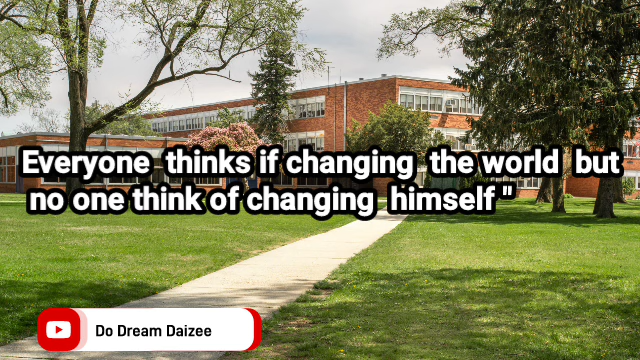 Everyone thinks if changing the world but
no one think of changing himself "
Do Dream Daizee